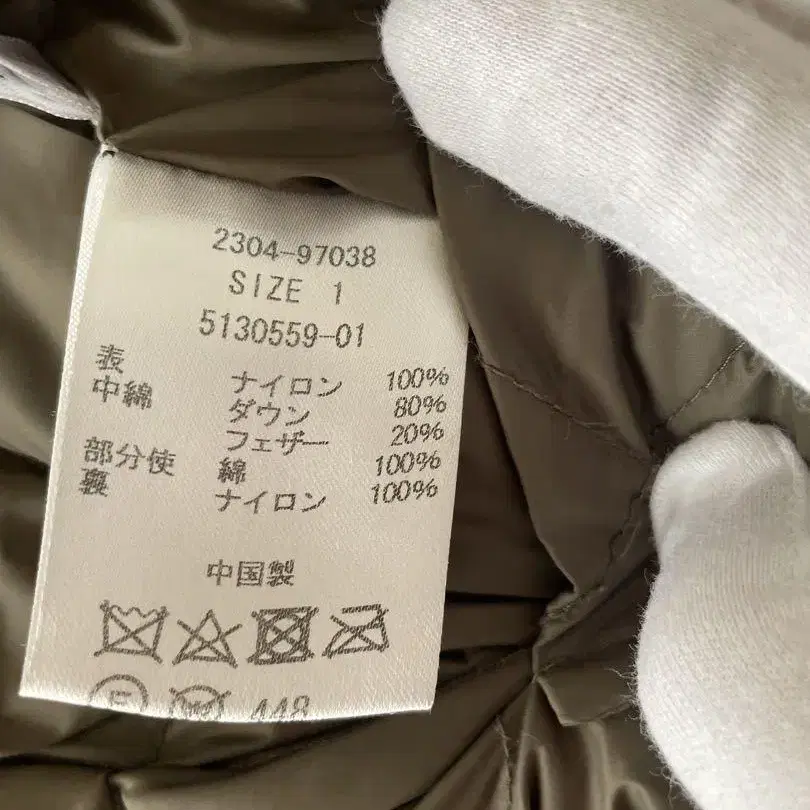 2304-97038
SIZE 1
5130559-01
表 ナイロン 100%
中綿 ダウン 80%
フェザー 20%
部分使 綿 100%
裏 ナイロン 100%
中国製